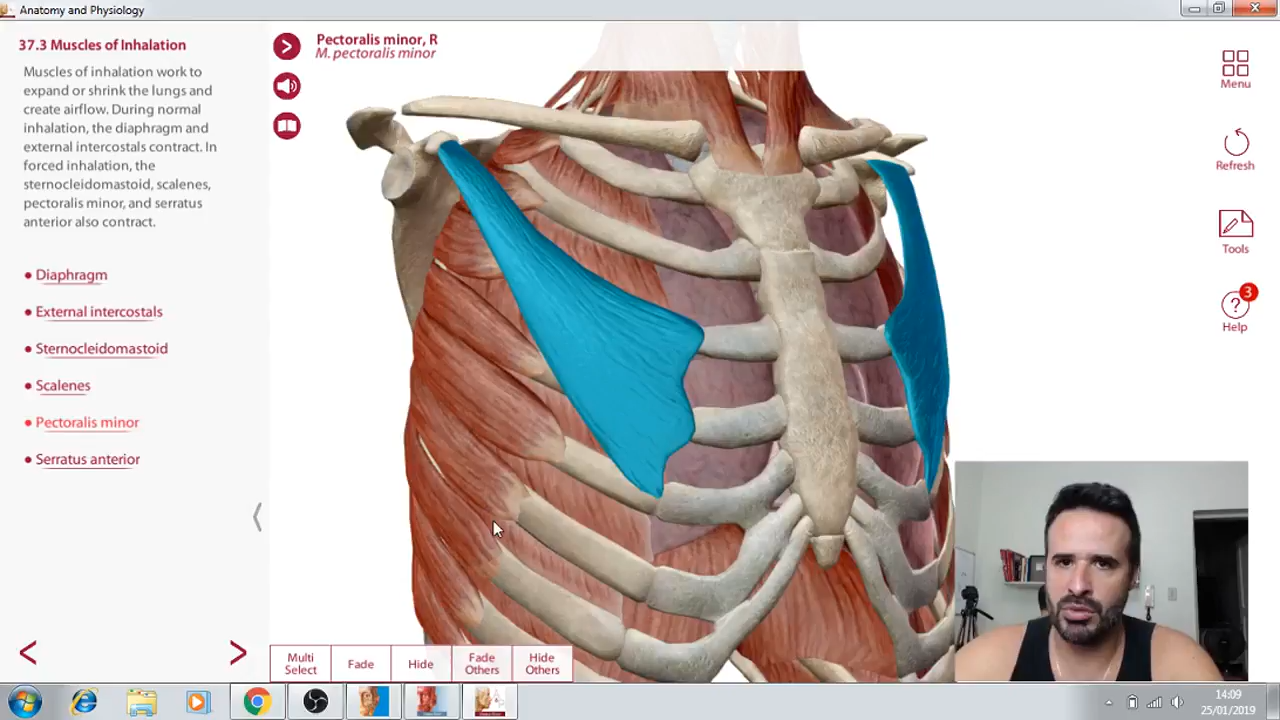 Anatomy and Physiology
37.3 Muscles of Inhalation
Muscles of inhalation work to
expand or shrink the lungs and
create airflow. During normal
inhalation, the diaphragm and
external intercostals contract. In
forced inhalation, the
sternocleidomastoid, scalenes,
pectoralis minor, and serratus
anterior also contract.
• Diaphragm
• External intercostals
• Sternocleidomastoid
• Scalenes
• Pectoralis minor
• Serratus anterior
Pectoralis minor, R
M. pectoralis minor
Menu
Refresh
Tools
3
Help
Multi
Select
Fade
Hide
Fade
Others
Hide
Others
14:09
25/01/2019